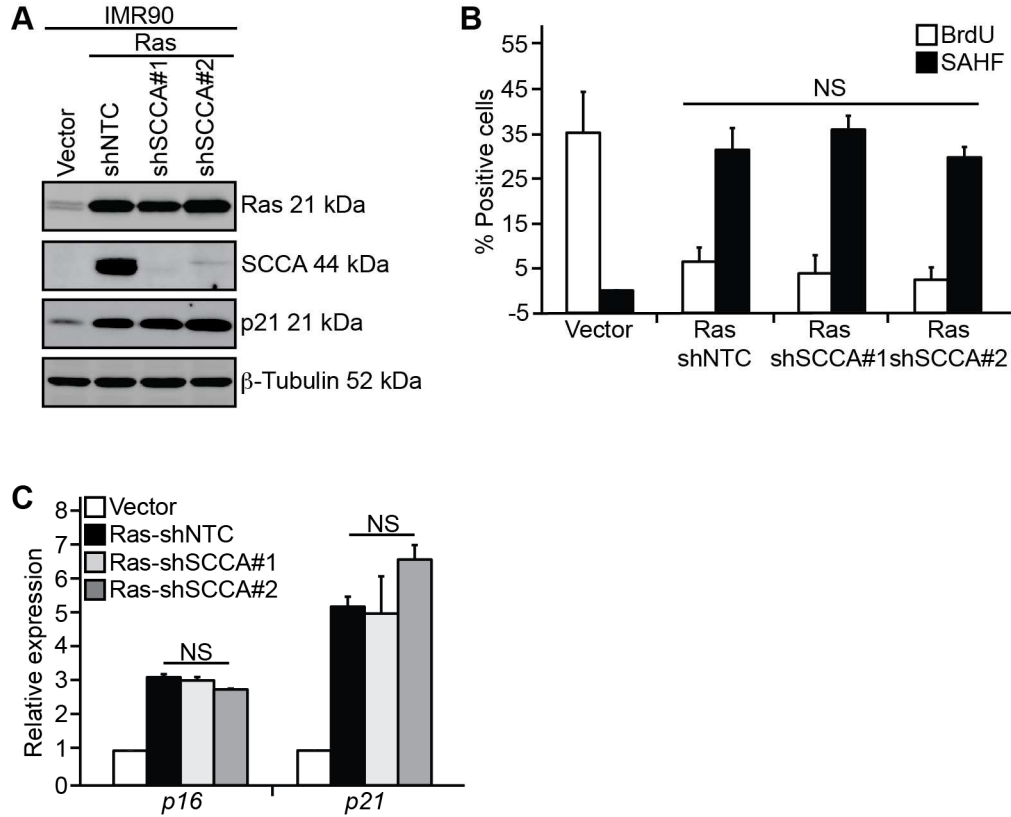 A
IMR90
Ras
Vector
shNTC
shSCCA#1
shSCCA#2
Ras 21 kDa
SCCA 44 kDa
p21 21 kDa
β-Tubulin 52 kDa
B
% Positive cells
55
45
35
25
15
5
-5
BrdU
SAHF
NS
Vector
Ras
shNTC
Ras
shSCCA#1
Ras
shSCCA#2
C
Relative expression
8
7
6
5
4
3
2
1
0
Vector
Ras-shNTC
Ras-shSCCA#1
Ras-shSCCA#2
NS
NS
p16
p21